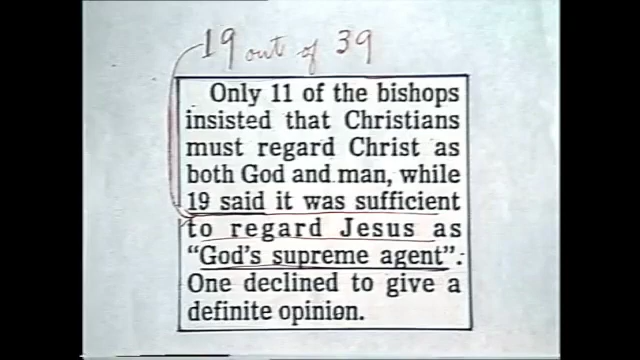 19 out of 39
Only 11 of the bishops
insisted that Christians
must regard Christ as
both God and man, while
19 said it was sufficient
to regard Jesus as
“God's supreme agent”.
One declined to give a
definite opinion.